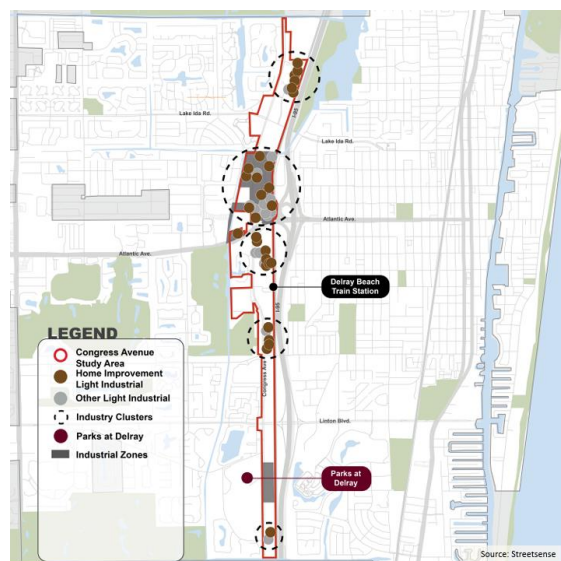 Lake Ida Rd.
I-95
Lake Ida Rd.
Atlantic Ave.
Atlantic Ave.
Delray Beach
Train Station
I-95
LEGEND
Congress Avenue
Study Area
Home Improvement
Light Industrial
Other Light Industrial
Industry Clusters
Parks at Delray
Industrial Zones
Congress Ave.
Linton Blvd.
Parks at
Delray
Source: Streetsense